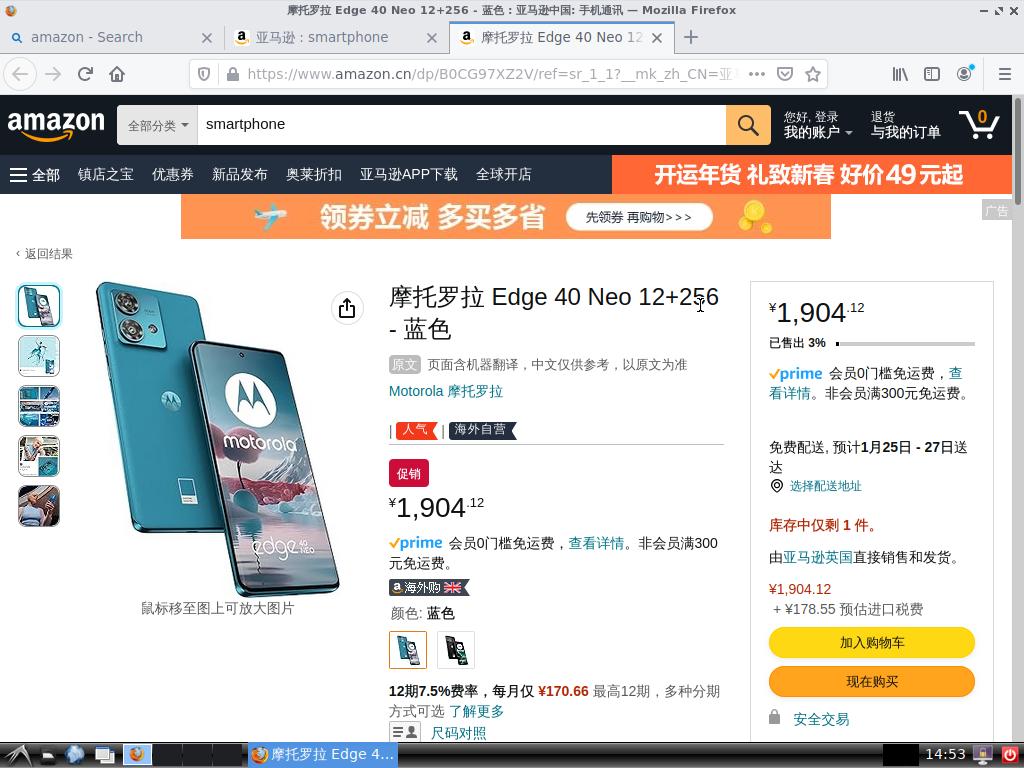 摩托罗拉 Edge 40 Neo 12+256 - 蓝色 : 亚马逊中国: 手机通讯 — Mozilla Firefox
amazon - Search
亚马逊 : smartphone
摩托罗拉 Edge 40 Neo 12
https://www.amazon.cn/dp/B0CG97XZ2V/ref=sr_1_1?__mk_zh_CN=亚
amazon
全部分类
smartphone
您好, 登录
我的账户
退货
与我的订单
0
全部
镇店之宝
优惠券
新品发布
奥莱折扣
亚马逊APP下载
全球开店
开运年货 礼致新春 好价49元起
领券立减 多买多省
先领券 再购物>>>
广告
‹ 返回结果
motorola
edge 40 NEO
鼠标移至图上可放大图片
摩托罗拉 Edge 40 Neo 12+256
- 蓝色
原文 页面含机器翻译，中文仅供参考，以原文为准
Motorola 摩托罗拉
| 人气 | 海外自营
促销
¥1,904.12
prime 会员0门槛免运费，查看详情。非会员满300
元免运费。
海外购
颜色: 蓝色
12期7.5%费率，每月仅 ¥170.66 最高12期，多种分期
方式可选 了解更多
尺码对照
¥1,904.12
已售出 3%
prime 会员0门槛免运费，查
看详情。非会员满300元免运费。
免费配送, 预计1月25日 - 27日送
达
选择配送地址
库存中仅剩 1 件。
由亚马逊英国直接销售和发货。
¥1,904.12
+ ¥178.55 预估进口税费
加入购物车
现在购买
安全交易
摩托罗拉 Edge 4...
14:53